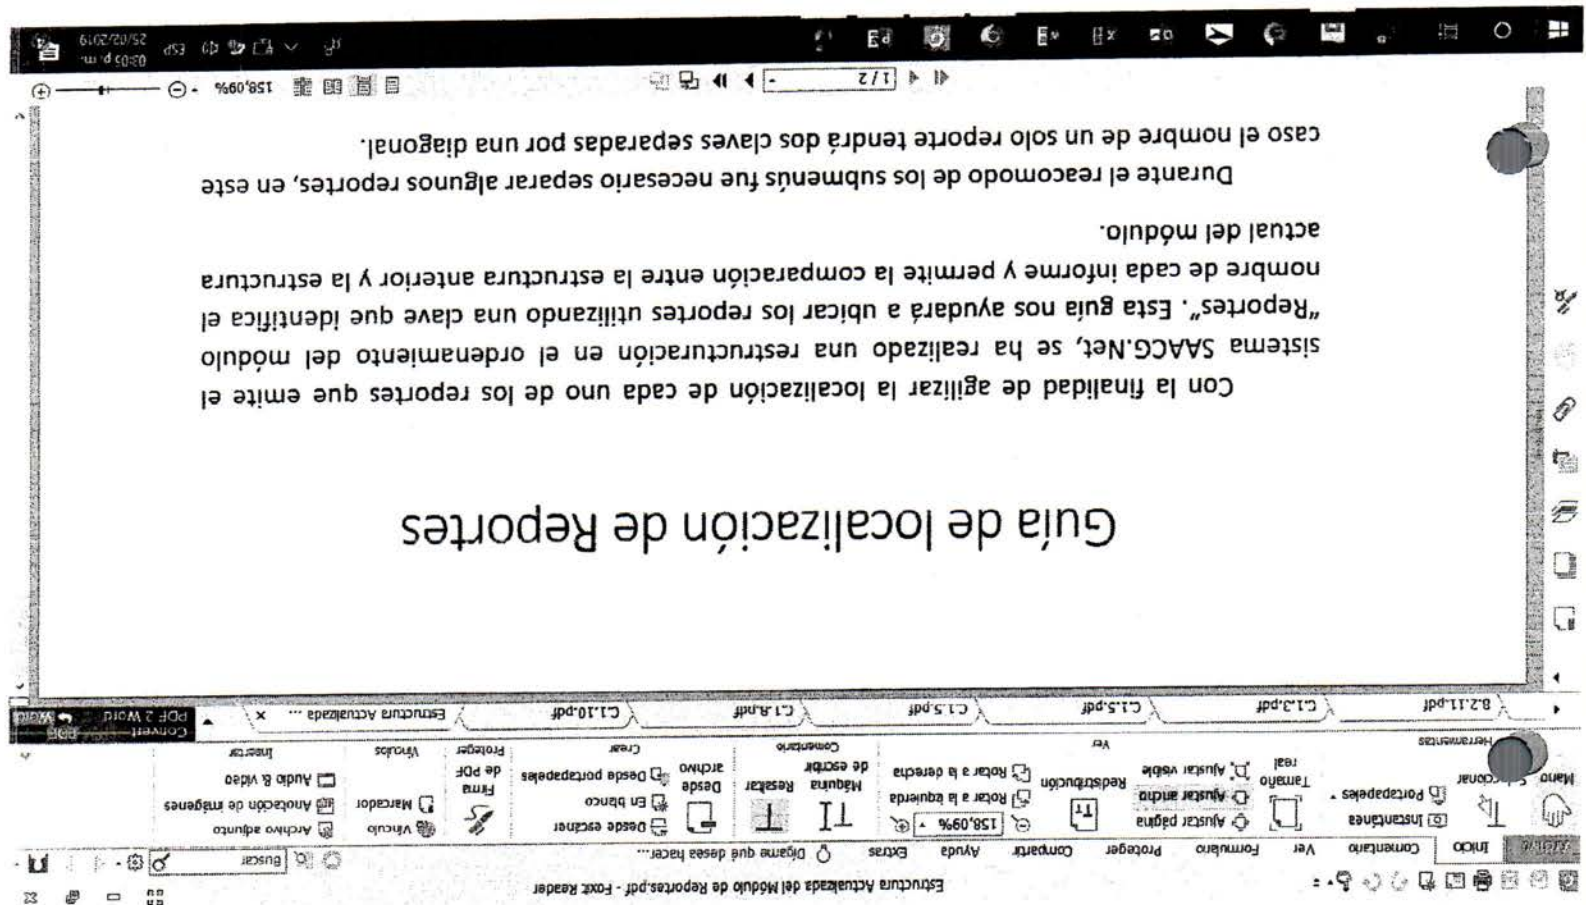 Estructura Actualizada del Módulo de Reportes.pdf - Foxit Reader
Archivo Inicio Comentario Ver Formulario Proteger Compartir Ayuda Extras Dígame qué desea hacer... Buscar
Mano
Seleccionar
Instantánea
Portapapeles
Herramientas
Tamaño real
Ajustar página
Ajustar ancho
Ajustar visible
Redistribución
158,09%
Rotar a la izquierda
Rotar a la derecha
Ver
Máquina de escribir
Resaltar
Comentario
Desde archivo
Desde escáner
En blanco
Desde portapapeles
Crear
Firma de PDF
Proteger
Vínculo
Marcador
Vínculos
Archivo adjunto
Anotación de imágenes
Audio & video
Insertar
B.2.11.pdf C.1.3.pdf C.1.5.pdf C.1.5.pdf C.1.8.pdf C.1.10.pdf Estructura Actualizada ... ×
Convert
PDF 2 Word
Guía de localización de Reportes
Con la finalidad de agilizar la localización de cada uno de los reportes que emite el
sistema SAACG.Net, se ha realizado una restructuración en el ordenamiento del módulo
"Reportes". Esta guía nos ayudará a ubicar los reportes utilizando una clave que identifica el
nombre de cada informe y permite la comparación entre la estructura anterior y la estructura
actual del módulo.
Durante el reacomodo de los submenús fue necesario separar algunos reportes, en este
caso el nombre de un solo reporte tendrá dos claves separadas por una diagonal.
1 / 2
158,09%
ESP
03:05 p. m.
25/02/2019